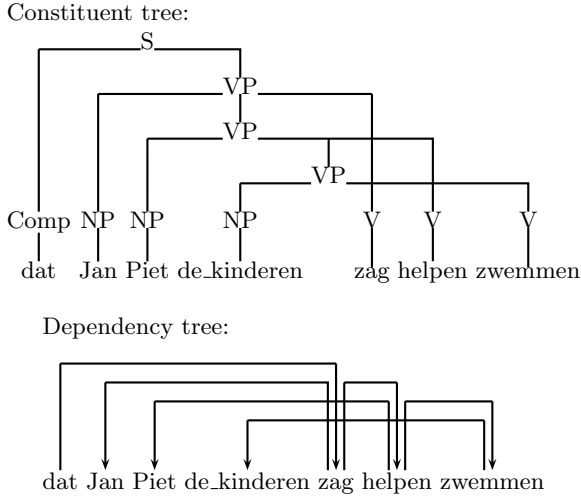 Constituent tree:
S
VP
VP
VP
Comp NP NP NP V V V
dat Jan Piet de_kinderen zag helpen zwemmen
Dependency tree:
dat Jan Piet de_kinderen zag helpen zwemmen